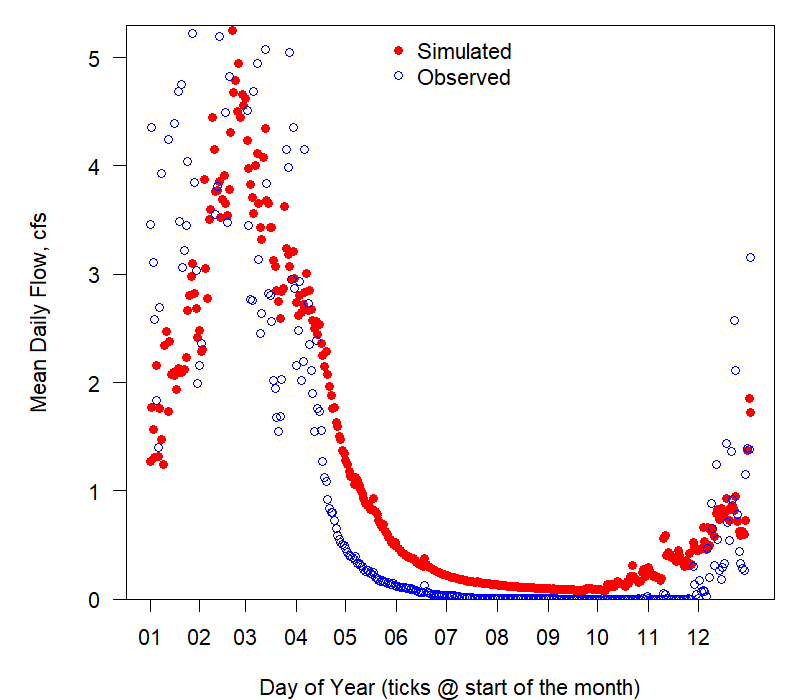 Simulated
Observed
5
4
3
2
1
0
Mean Daily Flow, cfs
01 02 03 04 05 06 07 08 09 10 11 12
Day of Year (ticks @ start of the month)